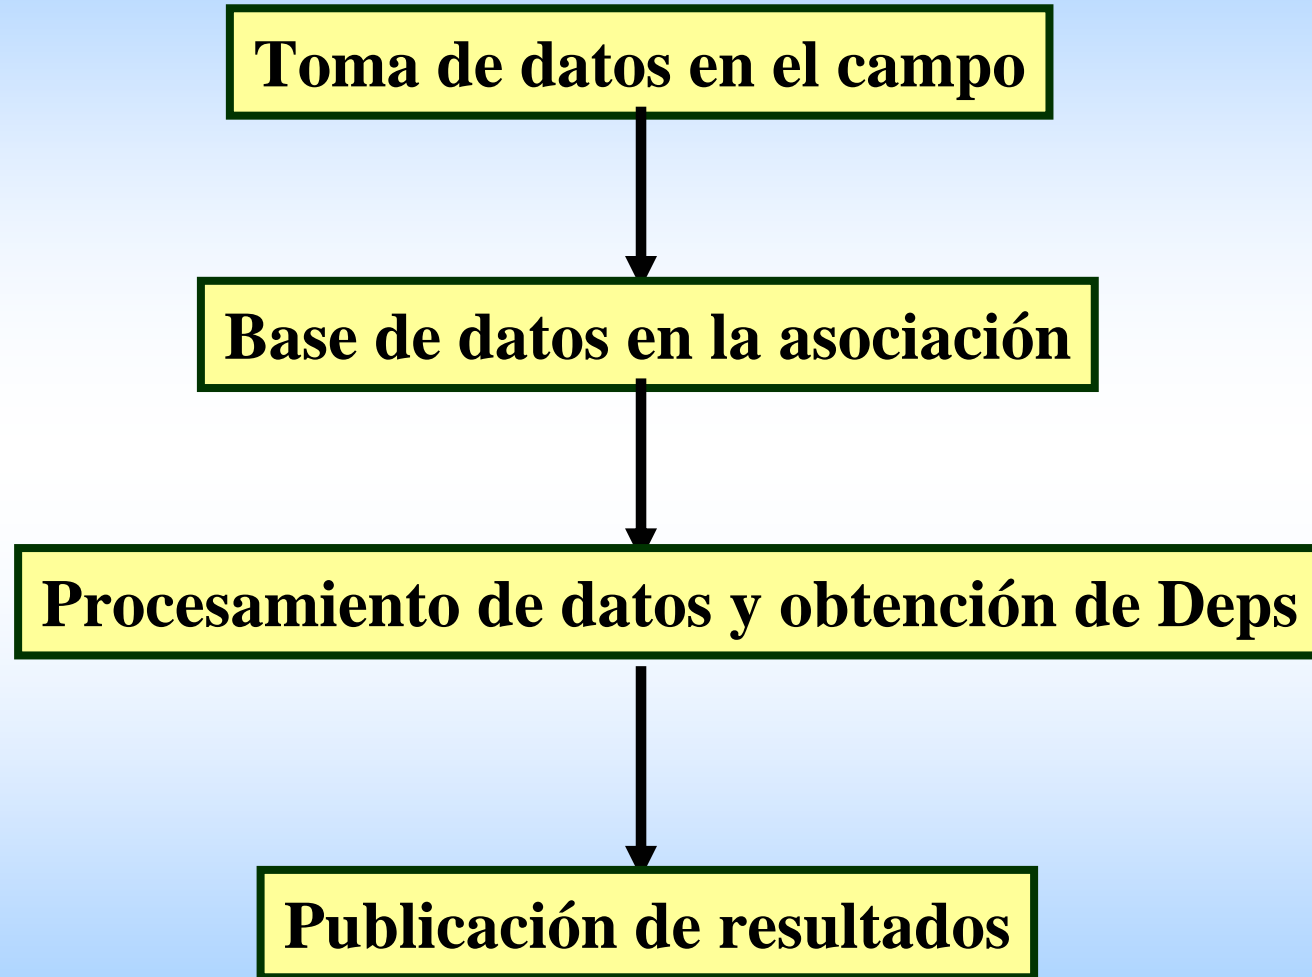 Toma de datos en el campo
Base de datos en la asociación
Procesamiento de datos y obtención de Deps
Publicación de resultados